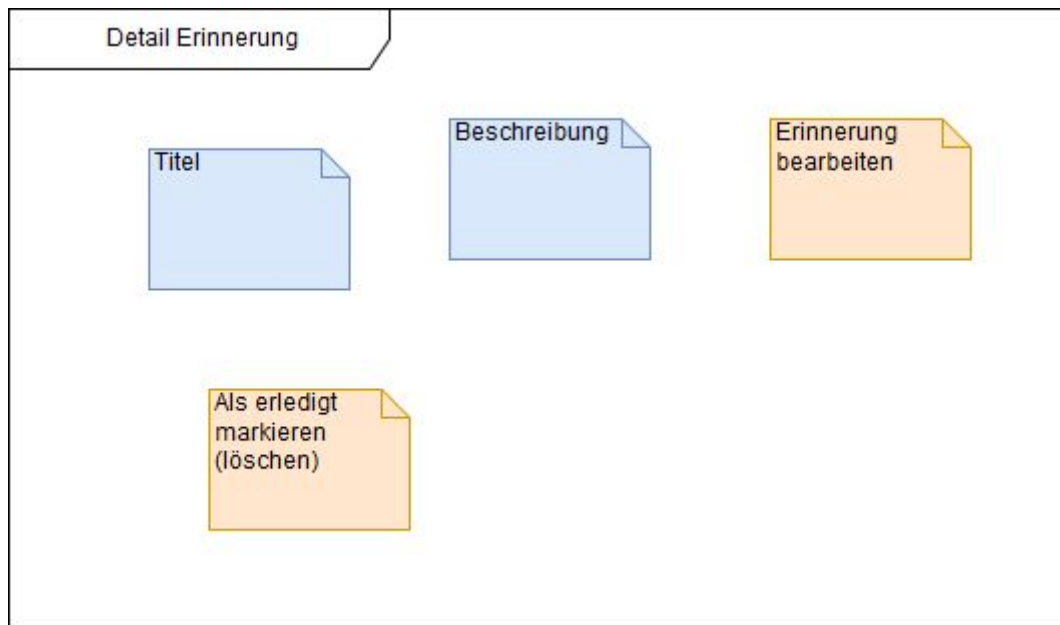 Detail Erinnerung
Titel
Beschreibung
Erinnerung
bearbeiten
Als erledigt
markieren
(löschen)